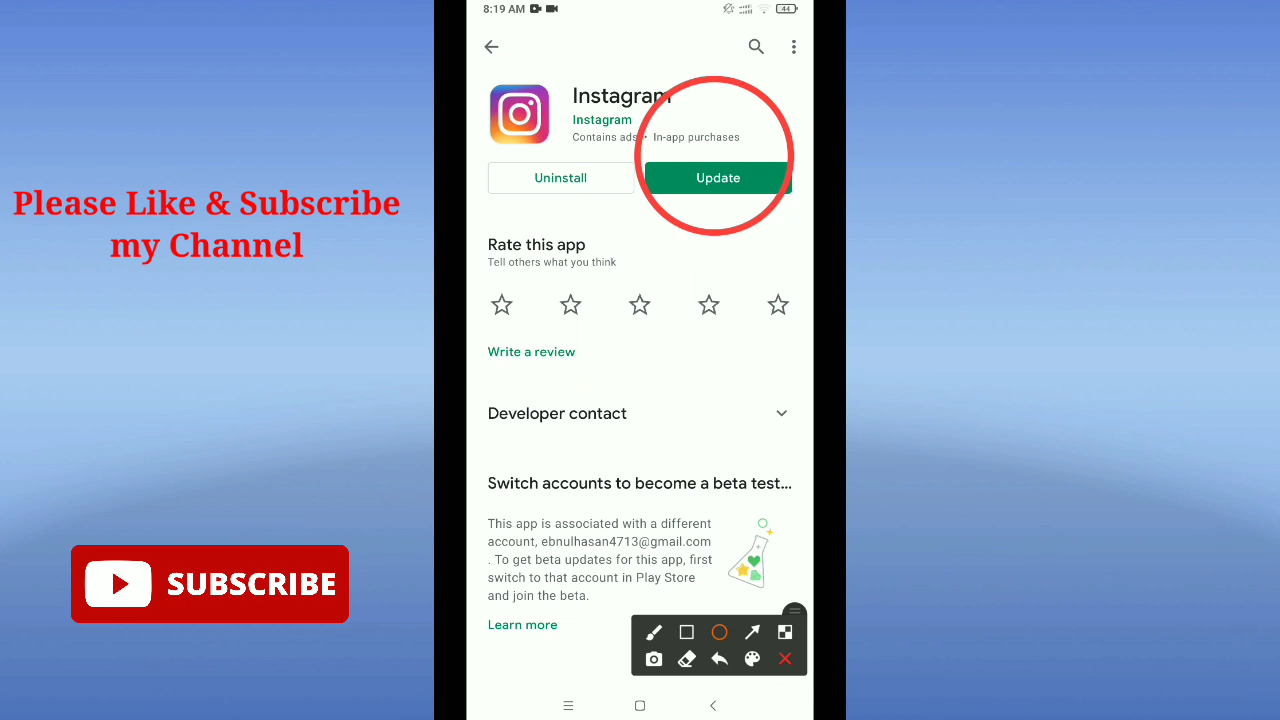 8:19 AM
44
Instagram
Instagram
Contains ads • In-app purchases
Uninstall
Update
Please Like & Subscribe
my Channel
Rate this app
Tell others what you think
Write a review
Developer contact
Switch accounts to become a beta test...
This app is associated with a different
account, ebnulhasan4713@gmail.com
. To get beta updates for this app, first
switch to that account in Play Store
and join the beta.
Learn more
SUBSCRIBE